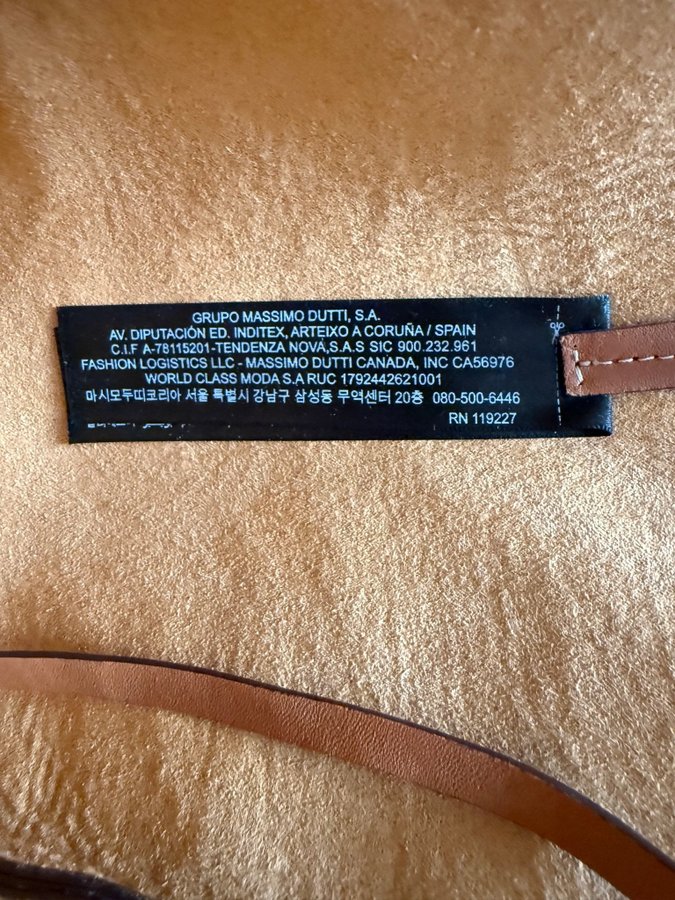 GRUPO MASSIMO DUTTI, S.A.
AV. DIPUTACIÓN ED. INDITEX, ARTEIXO A CORUÑA / SPAIN
C.I.F A-78115201-TENDENZA NOVA,S.A.S SIC 900.232.961
FASHION LOGISTICS LLC - MASSIMO DUTTI CANADA, INC CA56976
WORLD CLASS MODA S.A RUC 1792442621001
마시모두띠코리아 서울 특별시 강남구 삼성동 무역센터 20층 080-500-6446
RN 119227